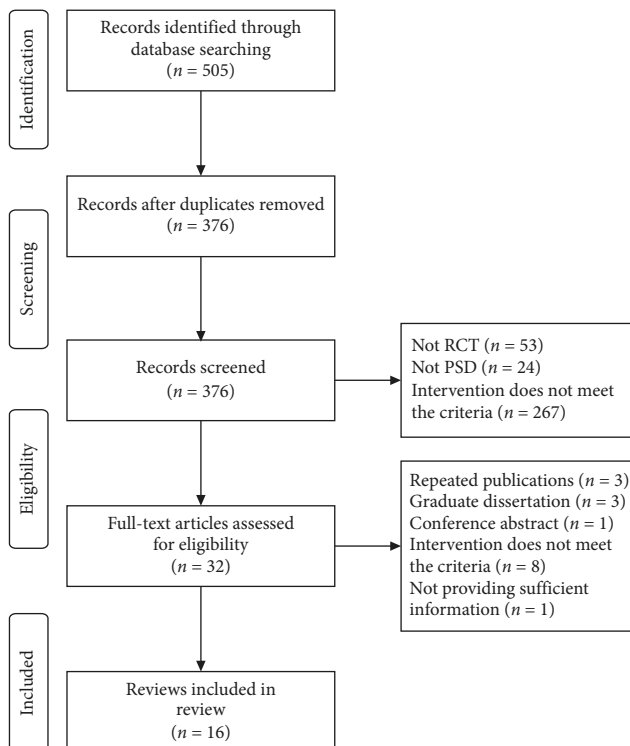 Identification
Records identified through
database searching
(n = 505)
Records after duplicates removed
(n = 376)
Screening
Records screened
(n = 376)
Not RCT (n = 53)
Not PSD (n = 24)
Intervention does not meet
the criteria (n = 267)
Eligibility
Full-text articles assessed
for eligibility
(n = 32)
Repeated publications (n = 3)
Graduate dissertation (n = 3)
Conference abstract (n = 1)
Intervention does not meet
the criteria (n = 8)
Not providing sufficient
information (n = 1)
Included
Reviews included in
review
(n = 16)